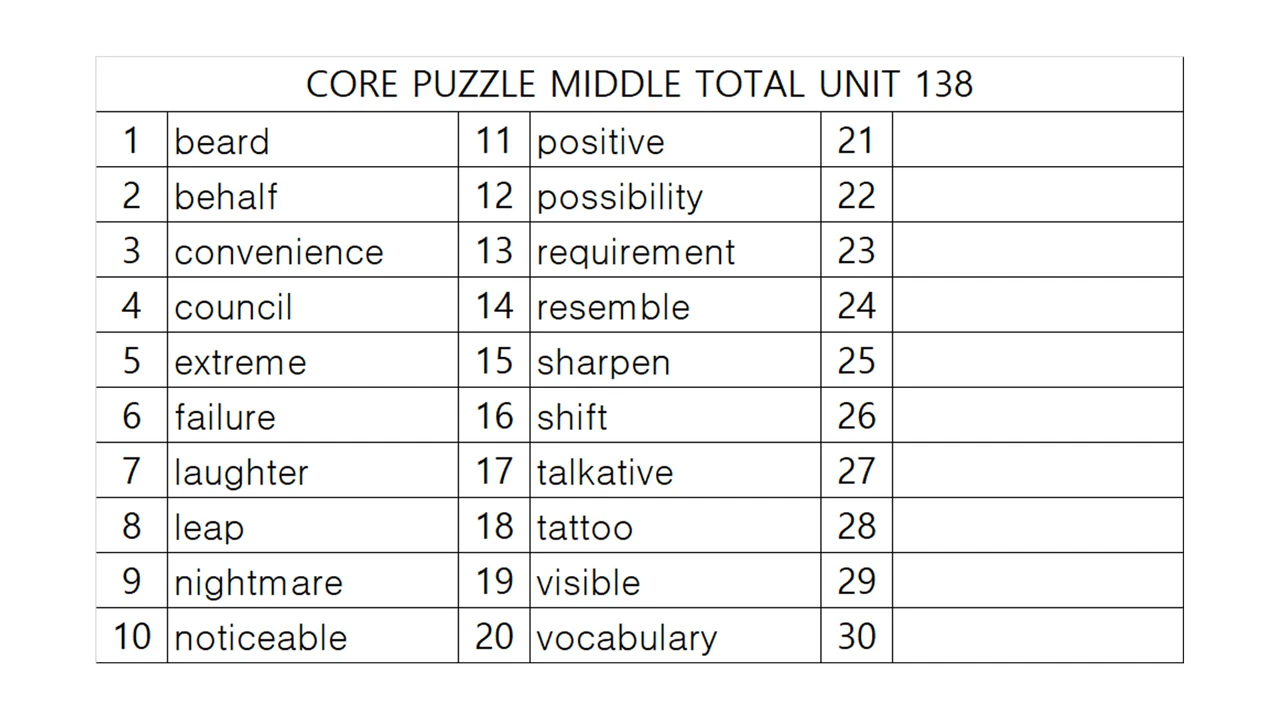 CORE PUZZLE MIDDLE TOTAL UNIT 138
1 beard 11 positive 21
2 behalf 12 possibility 22
3 convenience 13 requirement 23
4 council 14 resemble 24
5 extreme 15 sharpen 25
6 failure 16 shift 26
7 laughter 17 talkative 27
8 leap 18 tattoo 28
9 nightmare 19 visible 29
10 noticeable 20 vocabulary 30